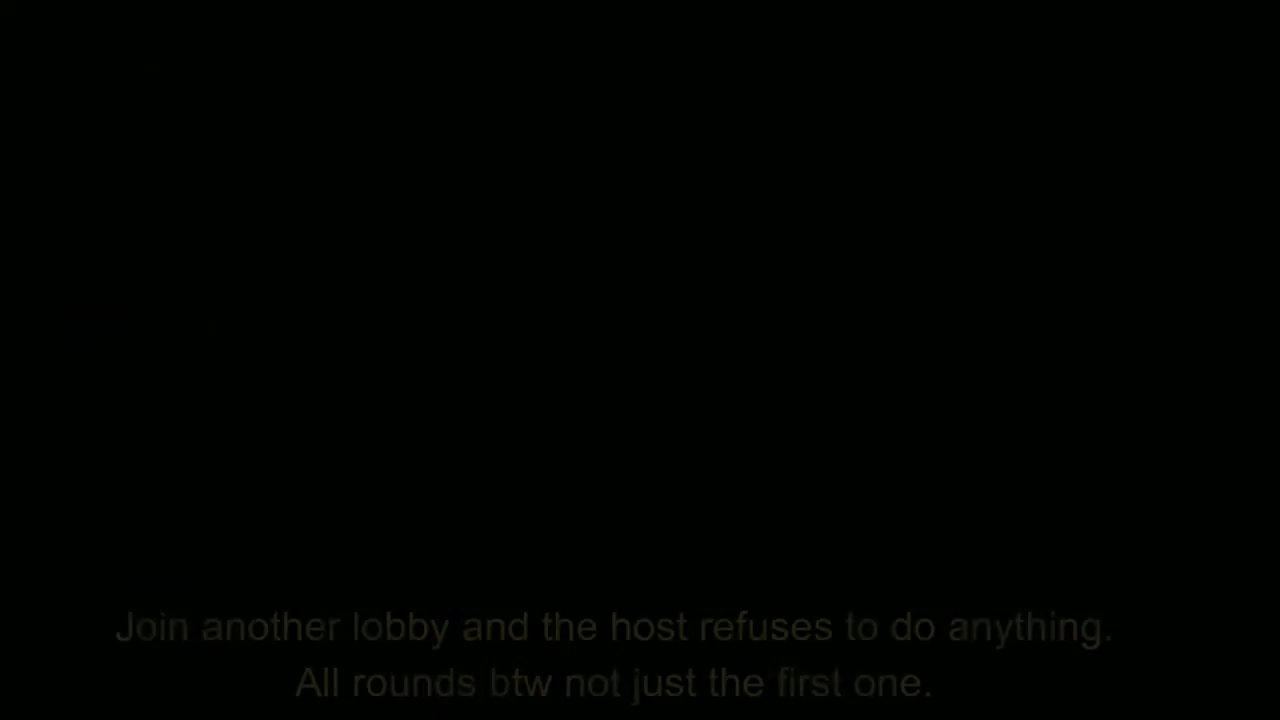 Join another lobby and the host refuses to do anything.
All rounds btw not just the first one.